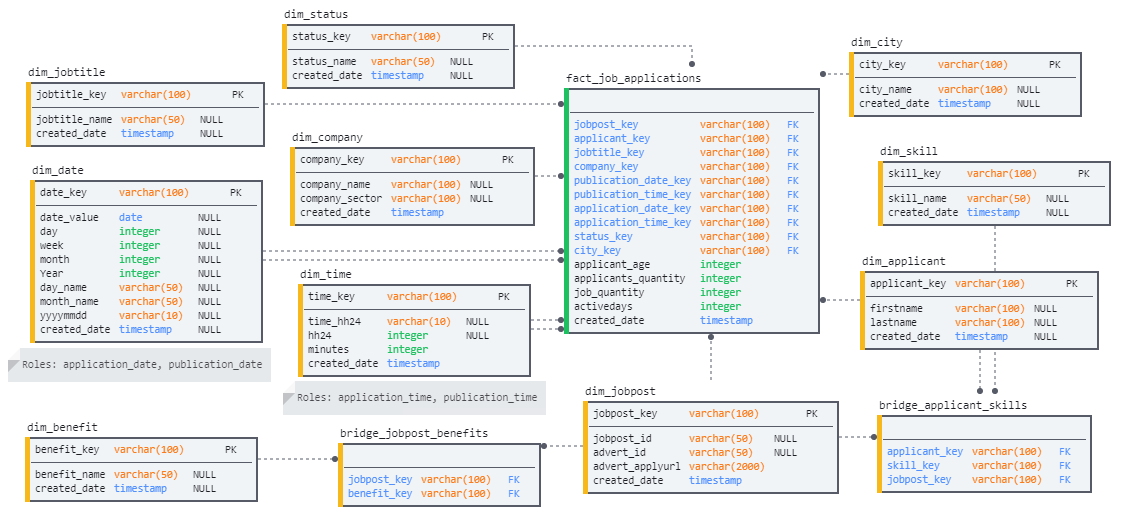 dim_status
status_key varchar(100) PK
status_name varchar(50) NULL
created_date timestamp NULL
dim_city
city_key varchar(100) PK
city_name varchar(100) NULL
created_date timestamp NULL
dim_jobtitle
jobtitle_key varchar(100) PK
jobtitle_name varchar(50) NULL
created_date timestamp NULL
fact_job_applications
jobpost_key varchar(100) FK
applicant_key varchar(100) FK
jobtitle_key varchar(100) FK
company_key varchar(100) FK
publication_date_key varchar(100) FK
publication_time_key varchar(100) FK
application_date_key varchar(100) FK
application_time_key varchar(100) FK
status_key varchar(100) FK
city_key varchar(100) FK
applicant_age integer
applicants_quantity integer
job_quantity integer
activedays integer
created_date timestamp
dim_company
company_key varchar(100) PK
company_name varchar(100) NULL
company_sector varchar(100) NULL
created_date timestamp
dim_skill
skill_key varchar(100) PK
skill_name varchar(50) NULL
created_date timestamp NULL
dim_date
date_key varchar(100) PK
date_value date NULL
day integer NULL
week integer NULL
month integer NULL
Year integer NULL
day_name varchar(50) NULL
month_name varchar(50) NULL
yyyymmdd varchar(10) NULL
created_date timestamp NULL
Roles: application_date, publication_date
dim_time
time_key varchar(100) PK
time_hh24 varchar(10) NULL
hh24 integer NULL
minutes integer
created_date timestamp
Roles: application_time, publication_time
dim_applicant
applicant_key varchar(100) PK
firstname varchar(100) NULL
lastname varchar(100) NULL
created_date timestamp NULL
dim_benefit
benefit_key varchar(100) PK
benefit_name varchar(50) NULL
created_date timestamp NULL
bridge_jobpost_benefits
jobpost_key varchar(100) FK
benefit_key varchar(100) FK
dim_jobpost
jobpost_key varchar(100) PK
jobpost_id varchar(50) NULL
advert_id varchar(50) NULL
advert_applyurl varchar(2000)
created_date timestamp
bridge_applicant_skills
applicant_key varchar(100) FK
skill_key varchar(100) FK
jobpost_key varchar(100) FK